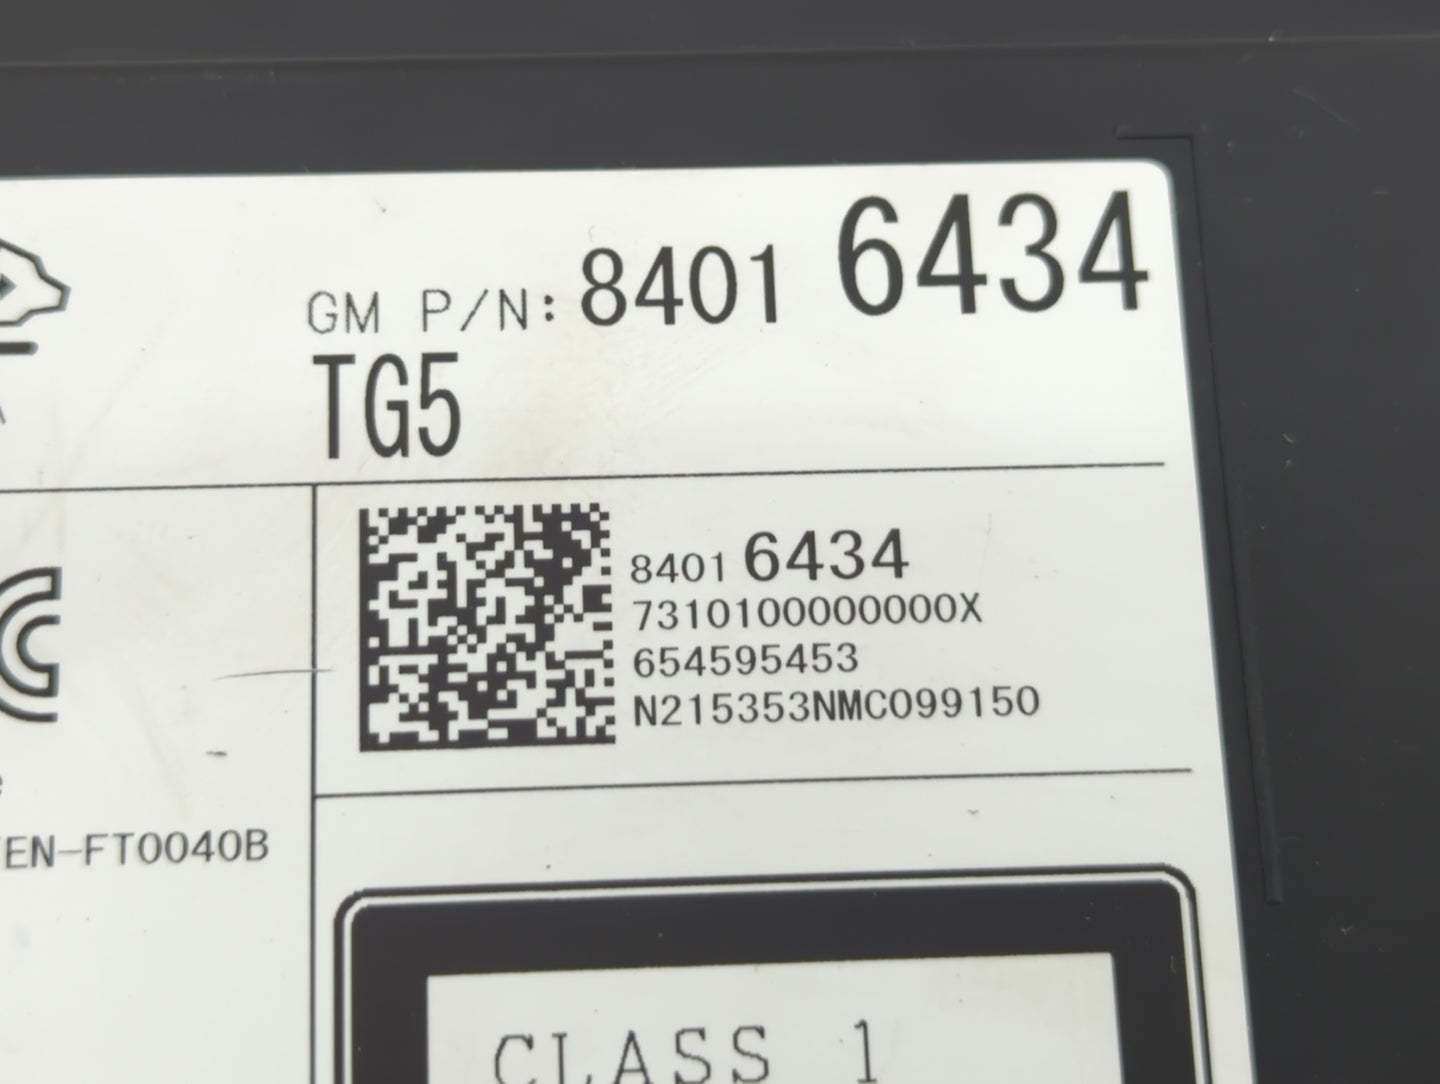 GM P/N: 8401 6434
TG5
8401 6434
7310100000000X
654595453
N215353NMC099150
EN-FT0040B
CLASS 1